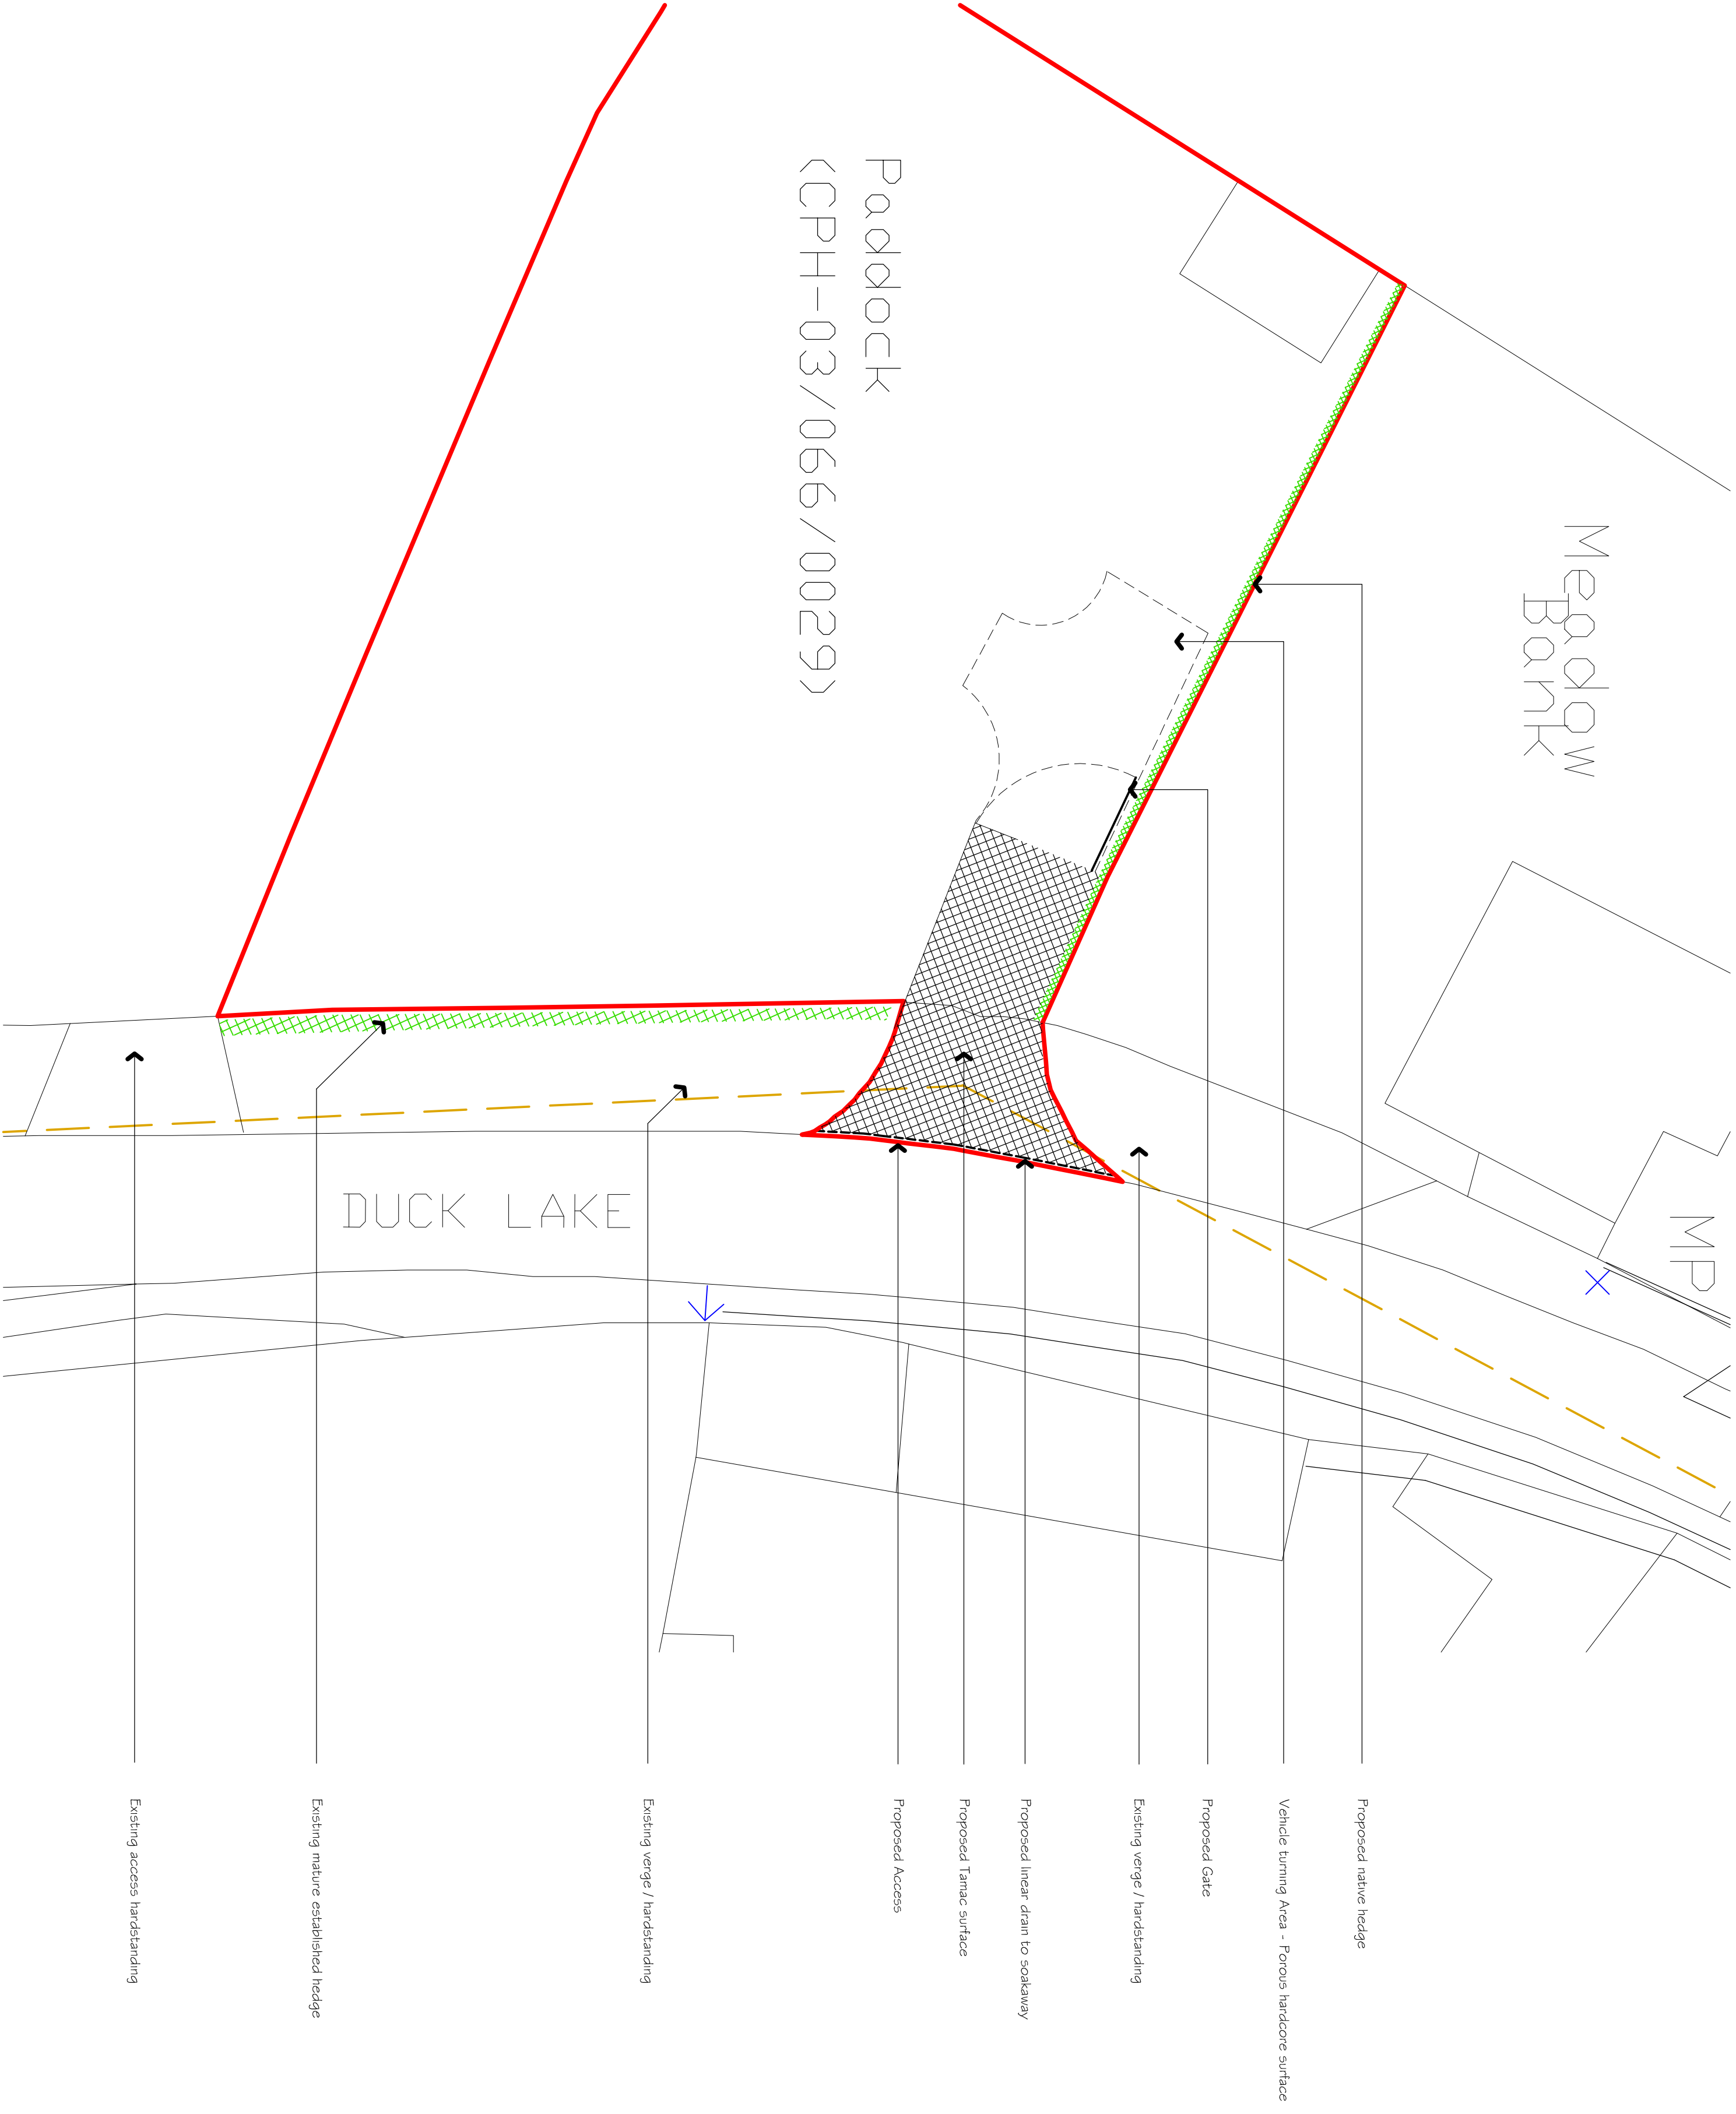 Paddock
(CPH-03/066/0029)
Meadow
Bank
MP
DUCK LAKE
Existing access hardstanding
Existing mature established hedge
Existing verge / hardstanding
Proposed Access
Proposed Tamac surface
Proposed linear drain to soakaway
Existing verge / hardstanding
Proposed Gate
Vehicle turning Area - Porous hardcore surface
Proposed native hedge